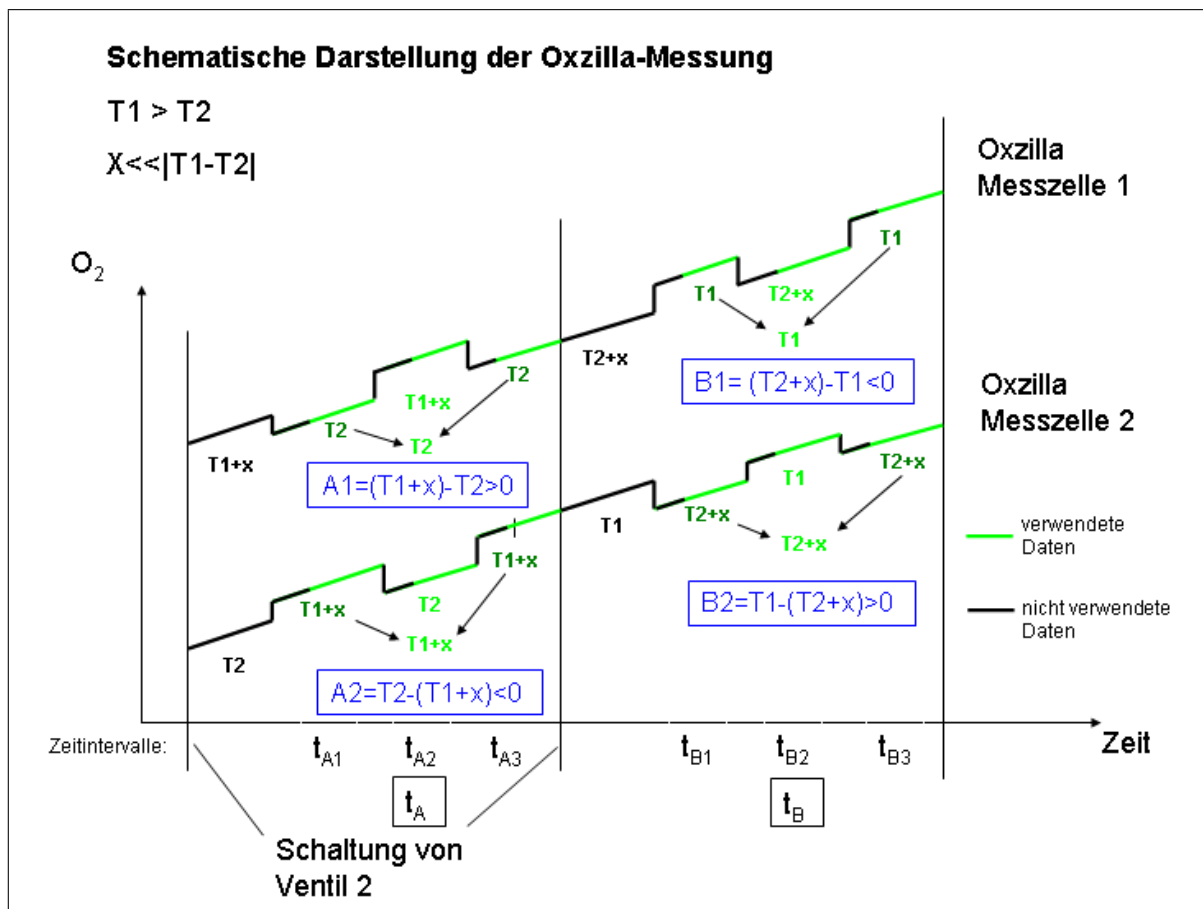 Schematische Darstellung der Oxzilla-Messung
T1 > T2
X<<|T1-T2|
Oxzilla
Messzelle 1
O2
T1+x
T2
T1+x
T2
T2
A1=(T1+x)-T2>0
T2+x
T1
T2+x
T1
T1
B1= (T2+x)-T1<0
Oxzilla
Messzelle 2
T2
T1+x
T2
T1+x
T1+x
A2=T2-(T1+x)<0
T1
T2+x
T1
T2+x
T2+x
B2=T1-(T2+x)>0
verwendete
Daten
nicht verwendete
Daten
Zeitintervalle:
tA1
tA2
tA3
tB1
tB2
tB3
Zeit
tA
tB
Schaltung von
Ventil 2